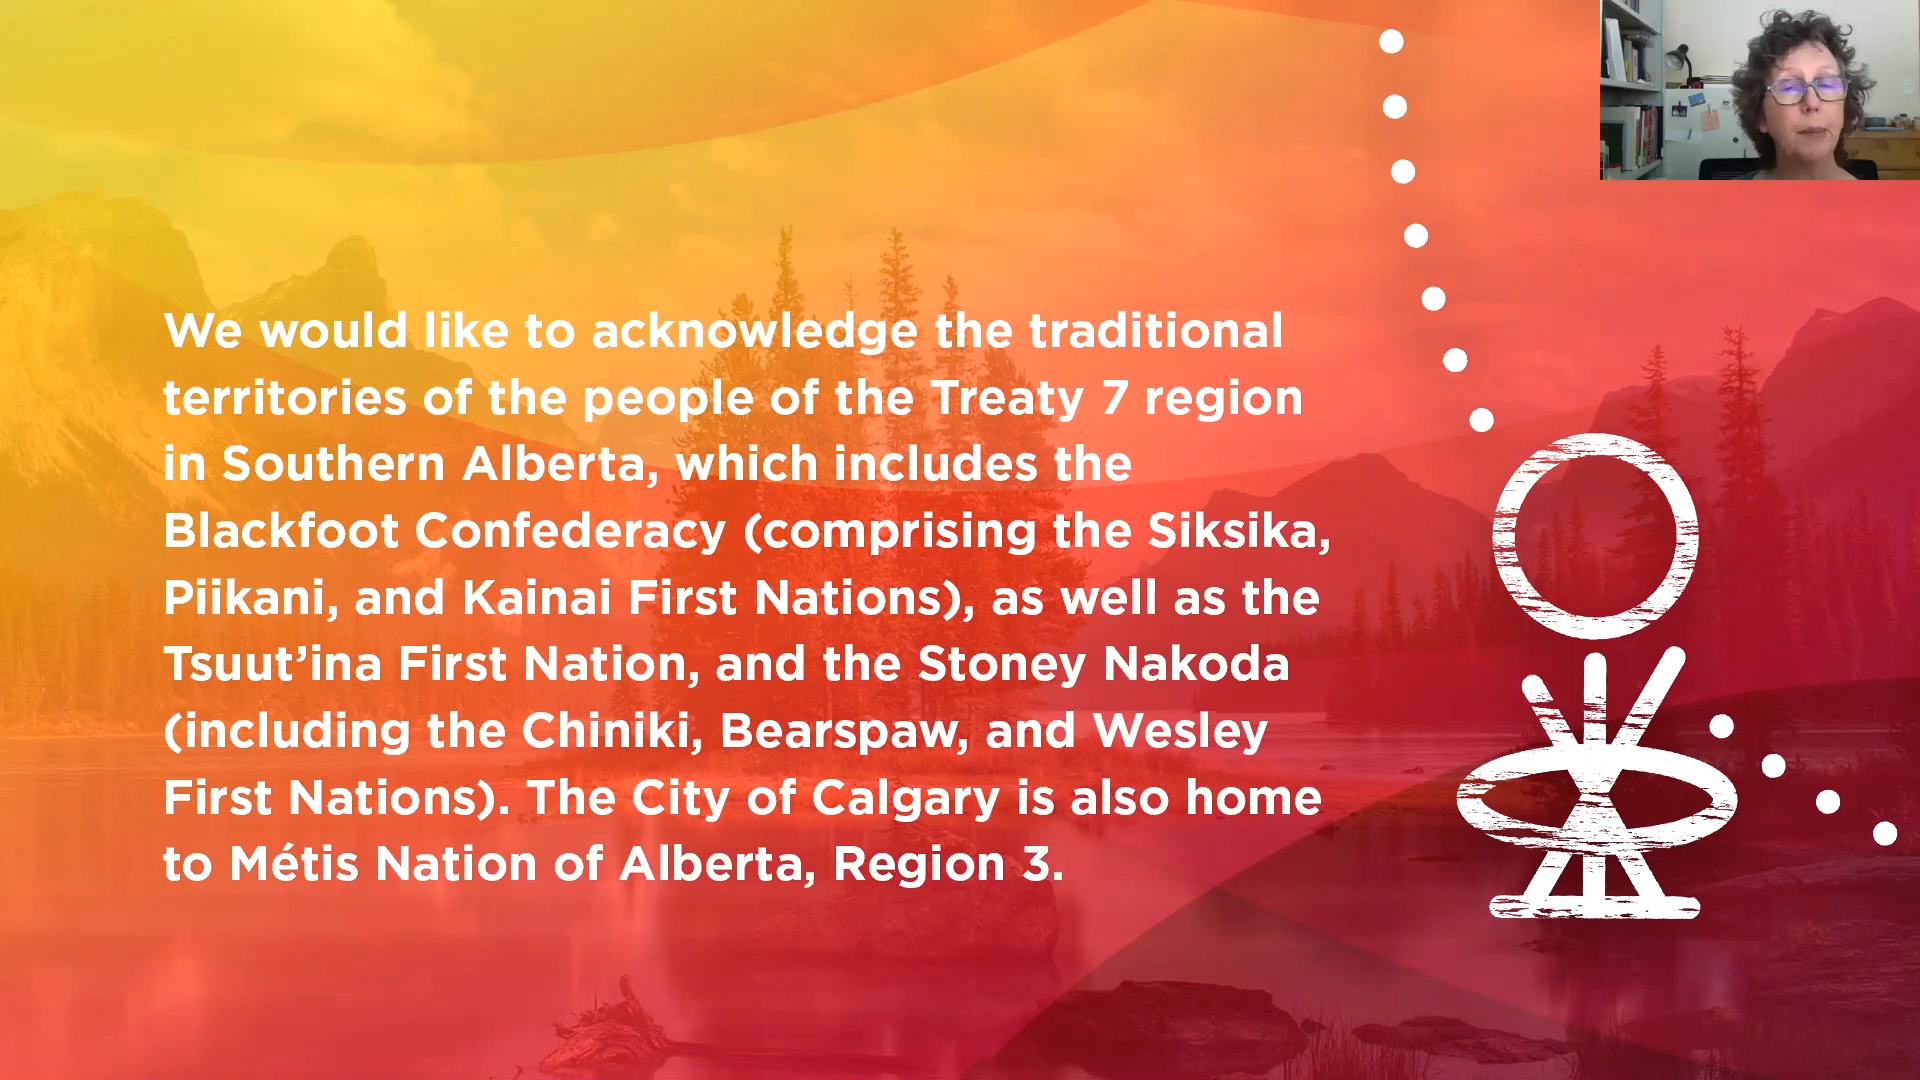 We would like to acknowledge the traditional
territories of the people of the Treaty 7 region
in Southern Alberta, which includes the
Blackfoot Confederacy (comprising the Siksika,
Piikani, and Kainai First Nations), as well as the
Tsuut’ina First Nation, and the Stoney Nakoda
(including the Chiniki, Bearspaw, and Wesley
First Nations). The City of Calgary is also home
to Métis Nation of Alberta, Region 3.